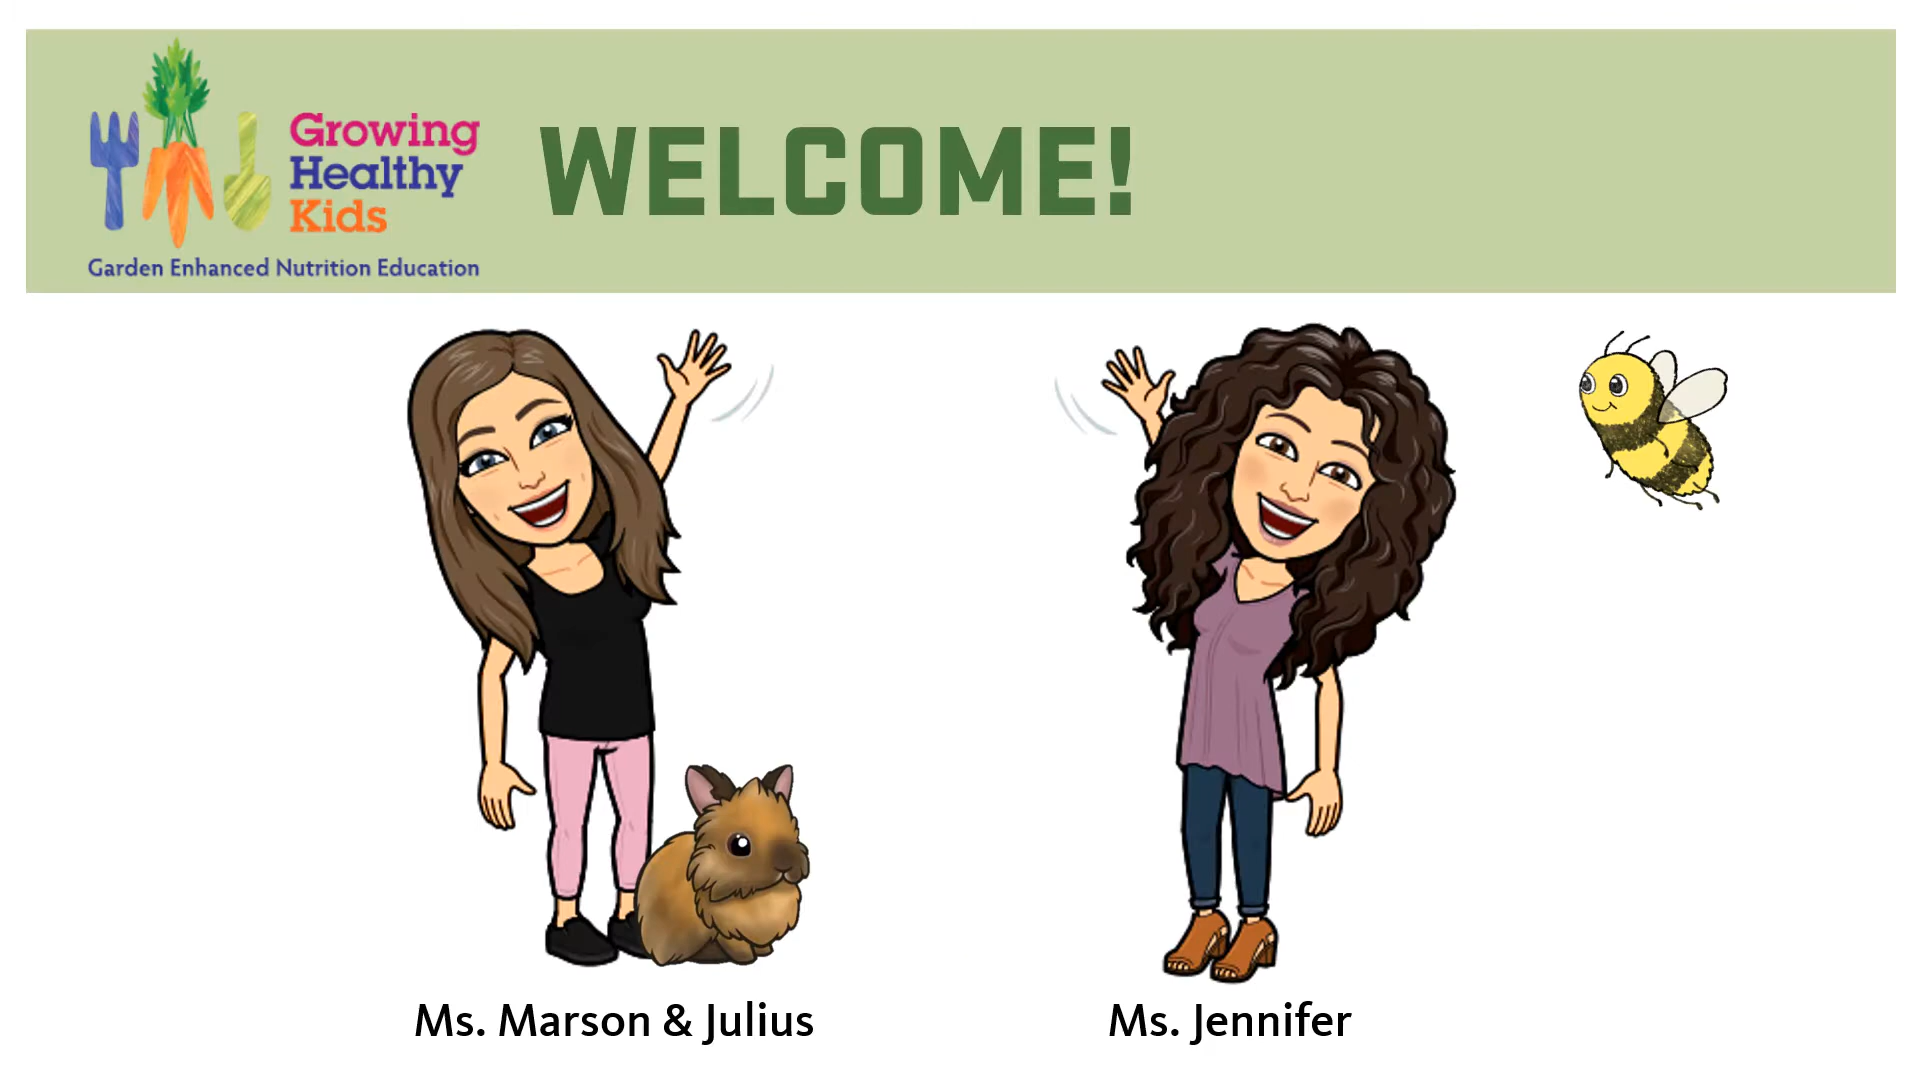 Growing
Healthy
Kids
Garden Enhanced Nutrition Education
WELCOME!
Ms. Marson & Julius
Ms. Jennifer